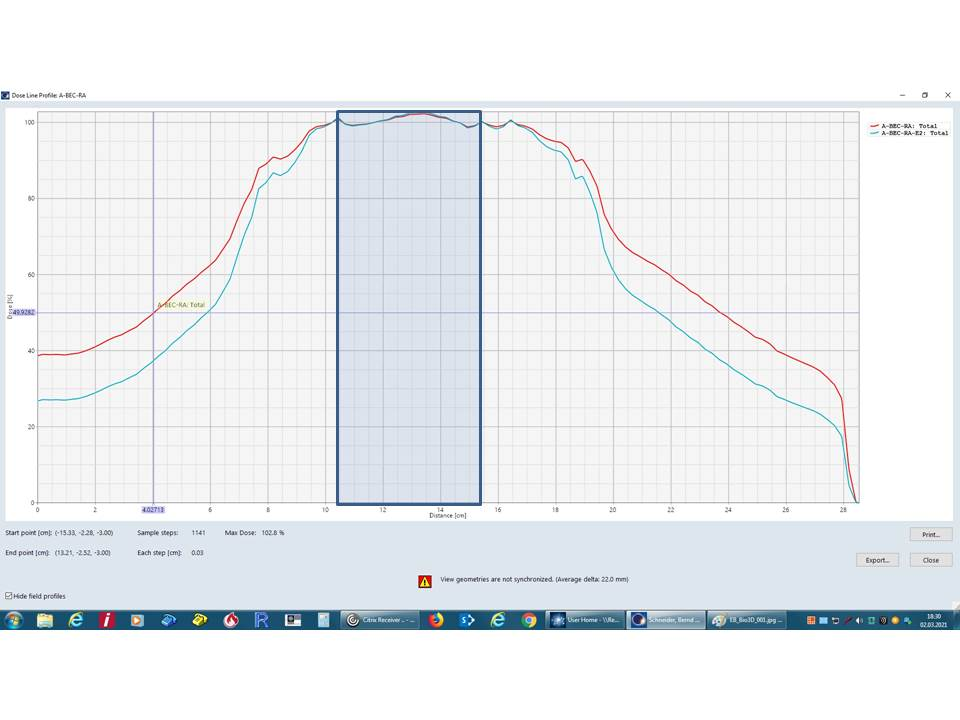 Dose Line Profile: A-BEC-RA
100
80
60
40
20
0
Dose [%]
49.9282
A-BEC-RA: Total
A-BEC-RA: Total
A-BEC-RA-E2: Total
0 2 4.02713 6 8 10 12 14 16 18 20 22 24 26 28
Distance [cm]
Start point [cm]: (-15.33, -2.28, -3.00) Sample steps: 1141 Max Dose: 102.8 %
End point [cm]: (13.21, -2.52, -3.00) Each step [cm]: 0.03
Print...
Export... Close
View geometries are not synchronized. (Average delta: 22.0 mm)
Hide field profiles
Citrix Receiver .. - ...
User Home - \\Re...
Schneider, Bernd ...
EB_Bio3D_001.jpg ...
18:30
02.03.2021